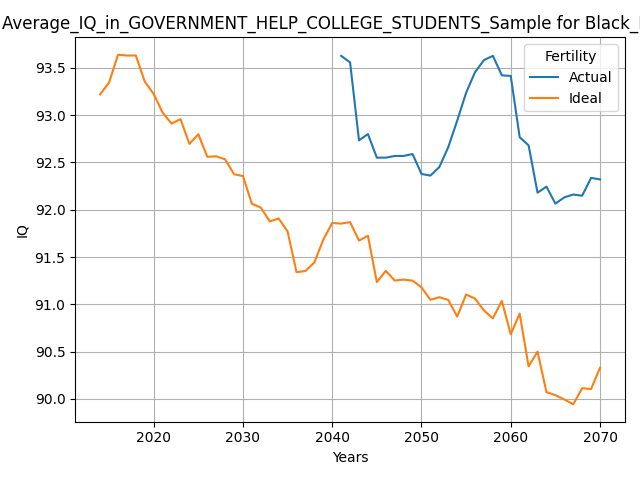 Average_IQ_in_GOVERNMENT_HELP_COLLEGE_STUDENTS_Sample for Black_
Fertility
Actual
Ideal
93.5
93.0
92.5
92.0
91.5
91.0
90.5
90.0
IQ
2020 2030 2040 2050 2060 2070
Years